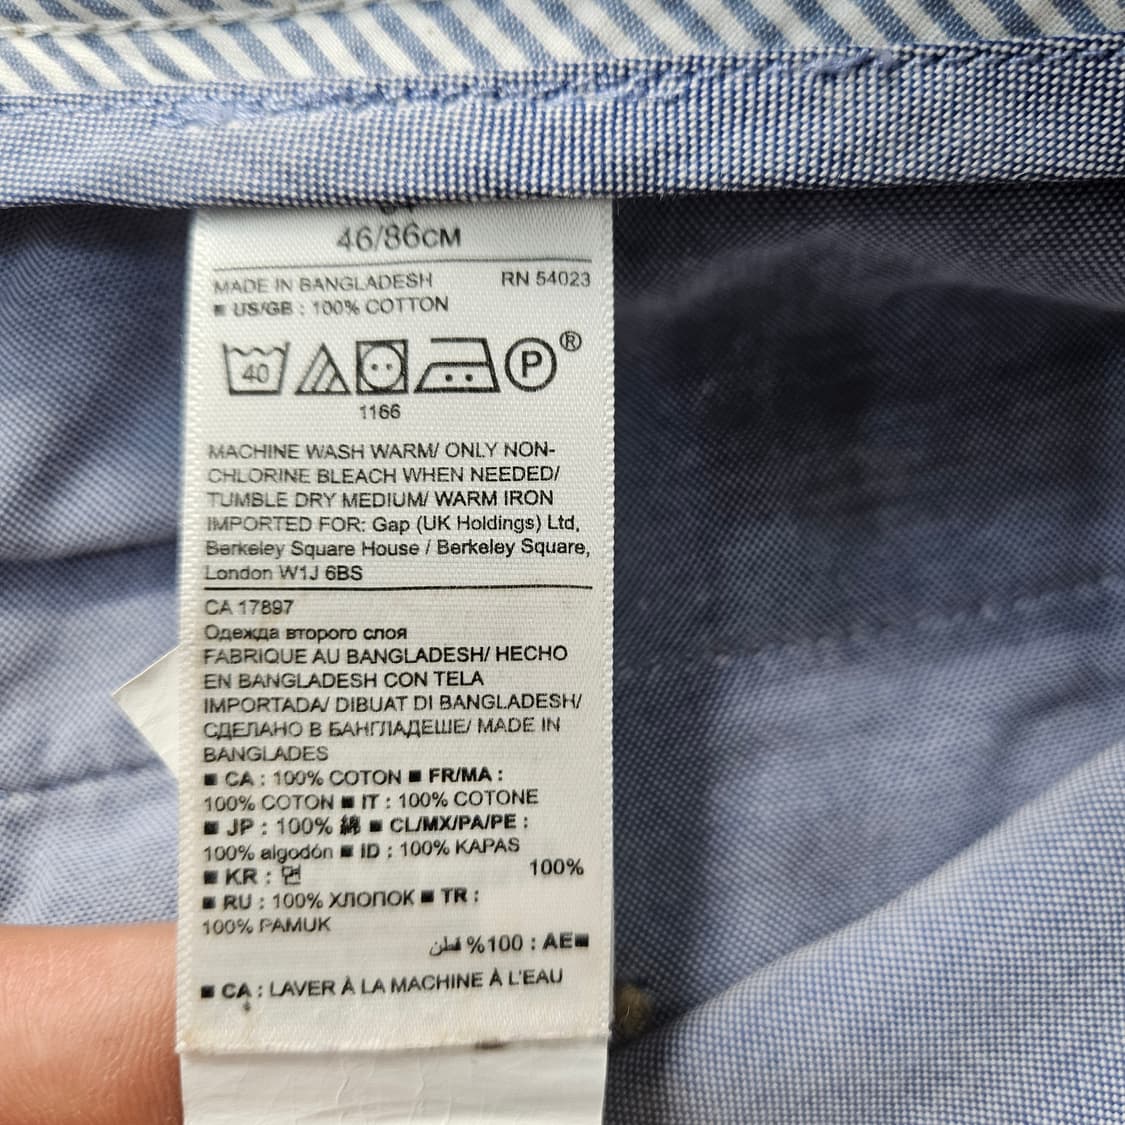 46/86CM
MADE IN BANGLADESH RN 54023
■ US/GB : 100% COTTON
40 P ®
1166
MACHINE WASH WARM/ ONLY NON-
CHLORINE BLEACH WHEN NEEDED/
TUMBLE DRY MEDIUM/ WARM IRON
IMPORTED FOR: Gap (UK Holdings) Ltd,
Berkeley Square House / Berkeley Square,
London W1J 6BS
CA 17897
Одежда второго слоя
FABRIQUE AU BANGLADESH/ HECHO
EN BANGLADESH CON TELA
IMPORTADA/ DIBUAT DI BANGLADESH/
СДЕЛАНО В БАНГЛАДЕШЕ/ MADE IN
BANGLADES
■ CA : 100% COTON ■ FR/MA :
100% COTON ■ IT : 100% COTONE
■ JP : 100% 綿 ■ CL/MX/PA/PE :
100% algodón ■ ID : 100% KAPAS
■ KR : 면 100%
■ RU : 100% ХЛОПОК ■ TR :
100% PAMUK
■AE : 100% قطن
■ CA : LAVER À LA MACHINE À L'EAU